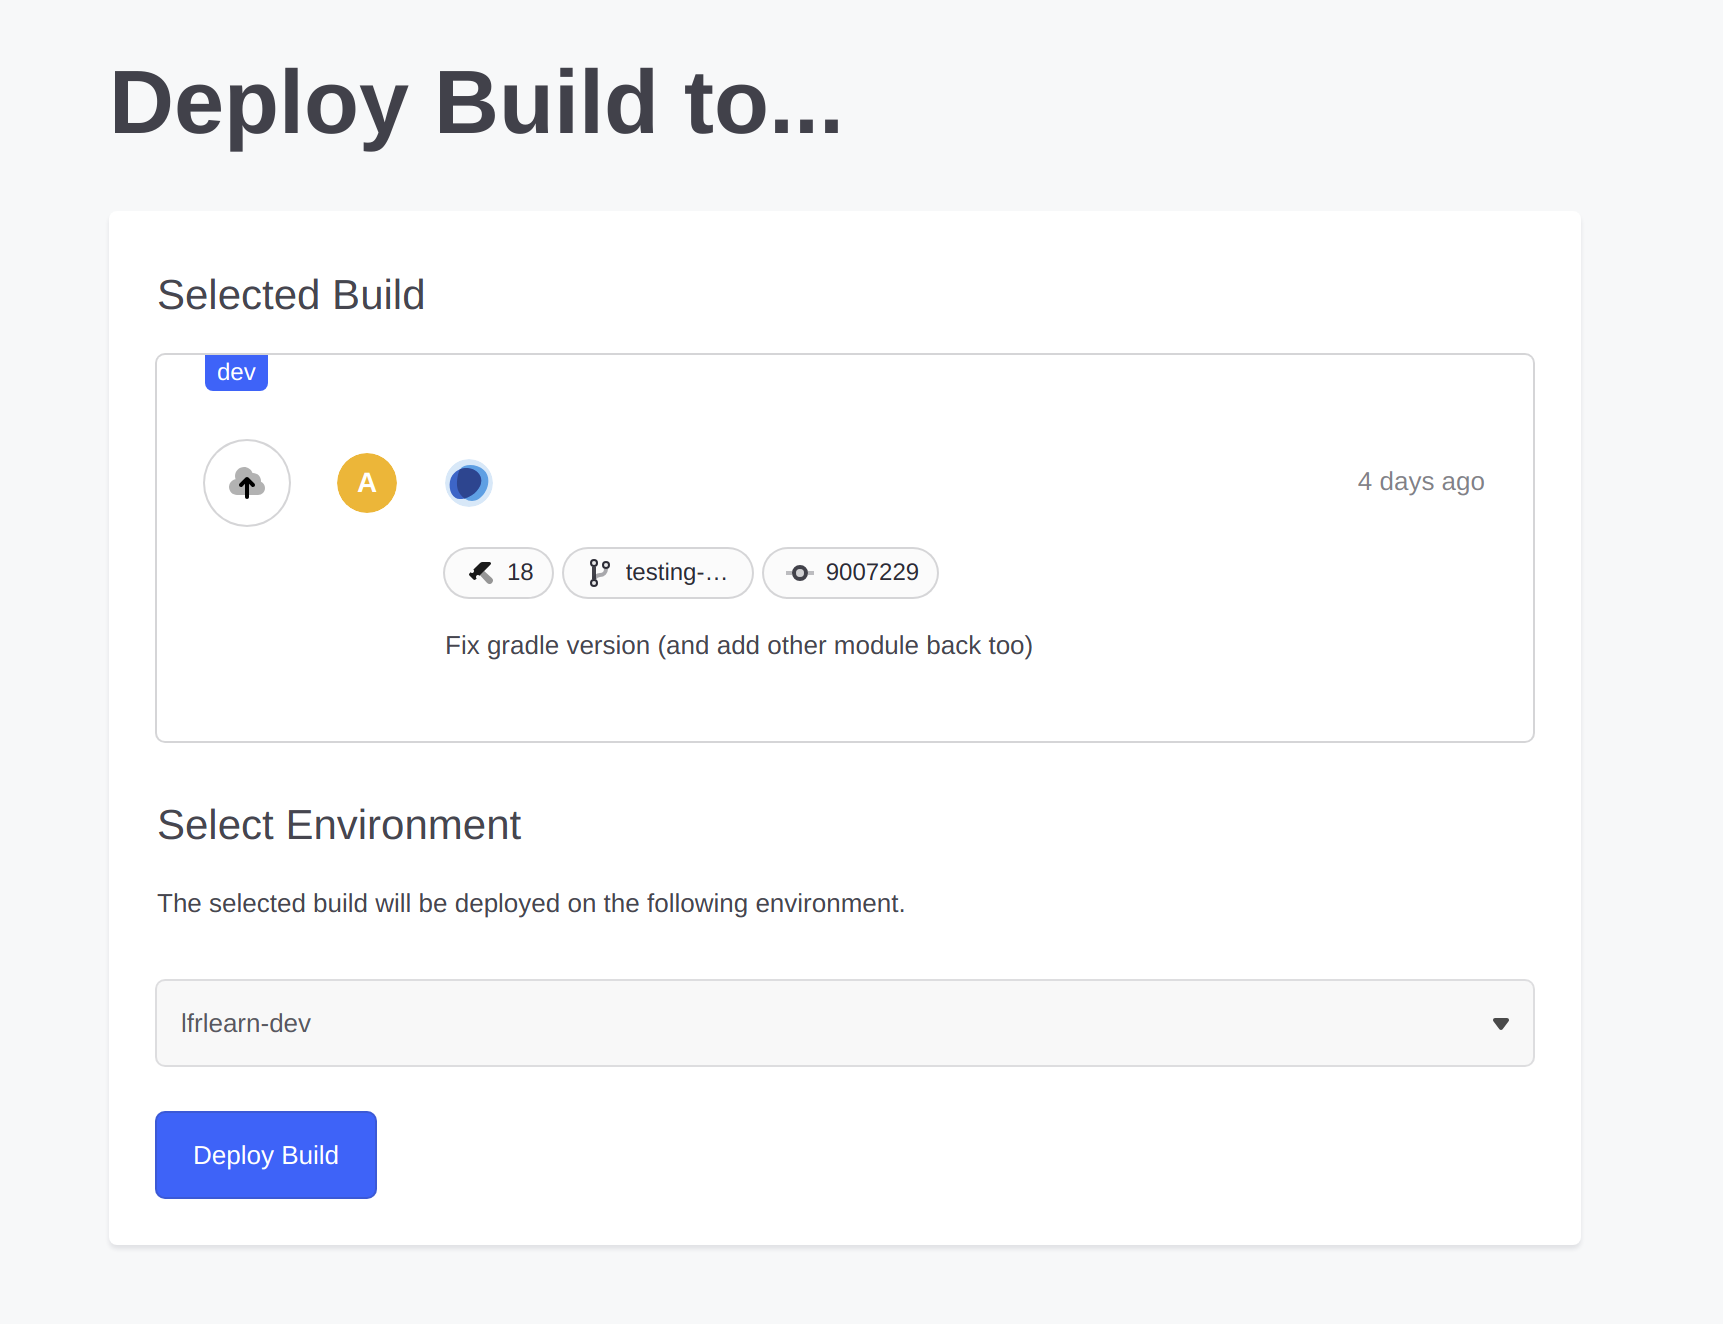 Deploy Build to...
Selected Build
dev
A
4 days ago
18 testing-... 9007229
Fix gradle version (and add other module back too)
Select Environment
The selected build will be deployed on the following environment.
lfrlearn-dev
Deploy Build